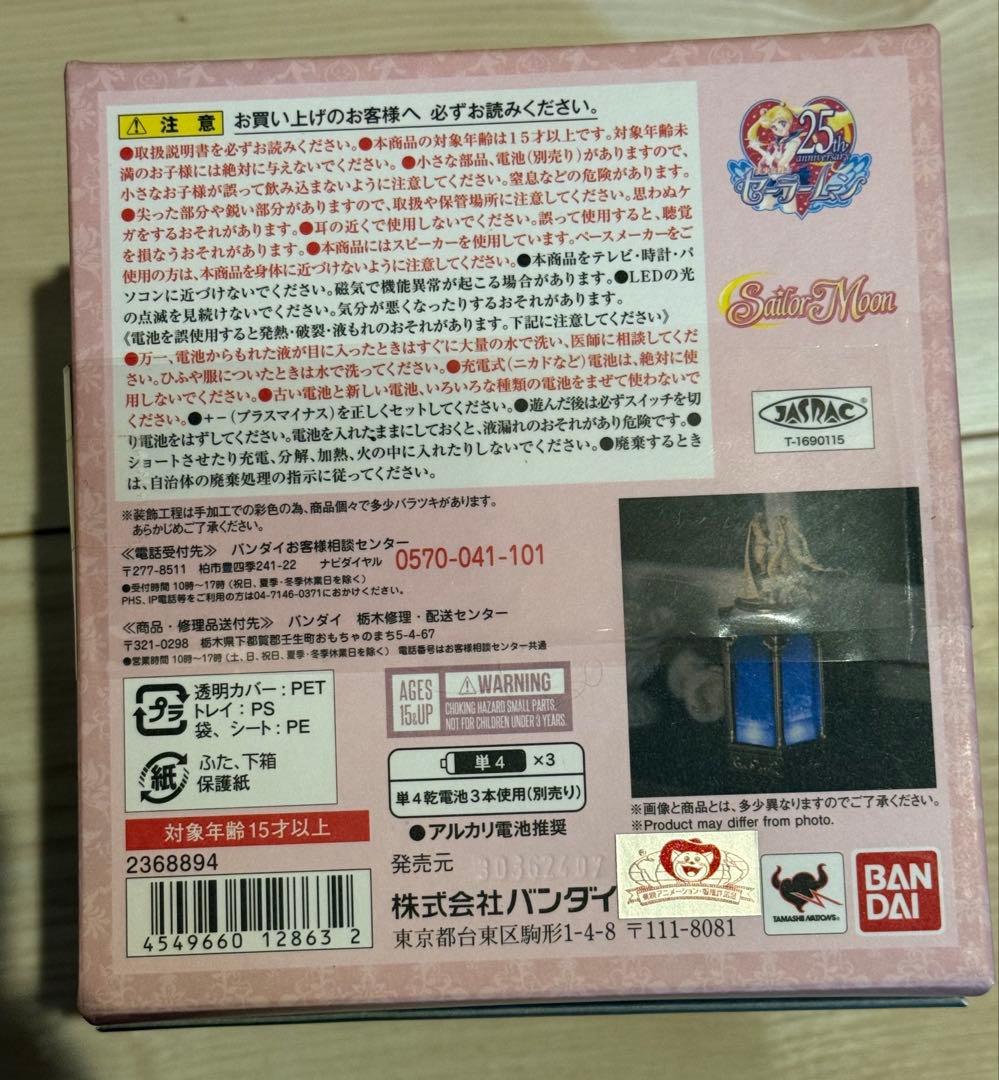 ⚠ 注 意 お買い上げのお客様へ 必ずお読みください。
●取扱説明書を必ずお読みください。●本商品の対象年齢は15才以上です。対象年齢未
満のお子様には絶対に与えないでください。●小さな部品、電池(別売り)がありますので、
小さなお子様が誤って飲み込まないように注意してください。窒息などの危険があります。
●尖った部分や鋭い部分がありますので、取扱や保管場所に注意してください。思わぬケ
ガをするおそれがあります。●耳の近くで使用しないでください。誤って使用すると、聴覚
を損なうおそれがあります。●本商品にはスピーカーを使用しています。ペースメーカーをご
使用の方は、本商品を身体に近づけないように注意してください。●本商品をテレビ・時計・パ
ソコンに近づけないでください。磁気で機能異常が起こる場合があります。●LEDの光
の点滅を見続けないでください。気分が悪くなったりするおそれがあります。
《電池を誤使用すると発熱・破裂・液もれのおそれがあります。下記に注意してください》
●万一、電池からもれた液が目に入ったときはすぐに大量の水で洗い、医師に相談してくだ
さい。ひふや服についたときは水で洗ってください。●充電式(ニカドなど)電池は、絶対に使
用しないでください。●古い電池と新しい電池、いろいろな種類の電池をまぜて使わないで
ください。●+−(プラスマイナス)を正しくセットしてください。●遊んだ後は必ずスイッチを切
り電池をはずしてください。電池を入れたままにしておくと、液漏れのおそれがあり危険です。●
ショートさせたり充電、分解、加熱、火の中に入れたりしないでください。●廃棄するとき
は、自治体の廃棄処理の指示に従ってください。
25th
anniversary
セーラームーン
Sailor Moon
JASRAC®
T-1690115
※装飾工程は手加工での彩色の為、商品個々で多少バラツキがあります。
あらかじめご了承ください。
≪電話受付先≫ バンダイお客様相談センター
〒277-8511 柏市豊四季241-22 ナビダイヤル 0570-041-101
●受付時間 10時〜17時 (祝日、夏季・冬季休業日を除く)
PHS、IP電話等をご利用の方は04-7146-0371におかけください。
≪商品・修理品送付先≫ バンダイ 栃木修理・配送センター
〒321-0298 栃木県下都賀郡壬生町おもちゃのまち5-4-67
●営業時間 10時〜17時 (土、日、祝日、夏季・冬季休業日を除く) 電話番号はお客様相談センター共通
プラ
透明カバー : PET
トレイ : PS
袋、シート : PE
紙
ふた、下箱
保護紙
AGES
15&UP
⚠WARNING
CHOKING HAZARD SMALL PARTS.
NOT FOR CHILDREN UNDER 3 YEARS.
単4 ×3
単4乾電池3本使用(別売り)
●アルカリ電池推奨
※画像と商品とは、多少異なりますのでご了承ください。
※Product may differ from photo.
対象年齢15才以上
2368894
4549660 12863 2
発売元
株式会社バンダイ
東京都台東区駒形1-4-8 〒111-8081
東映アニメーション・版権許諾証
TAMASHII NATIONS®
BAN
DAI